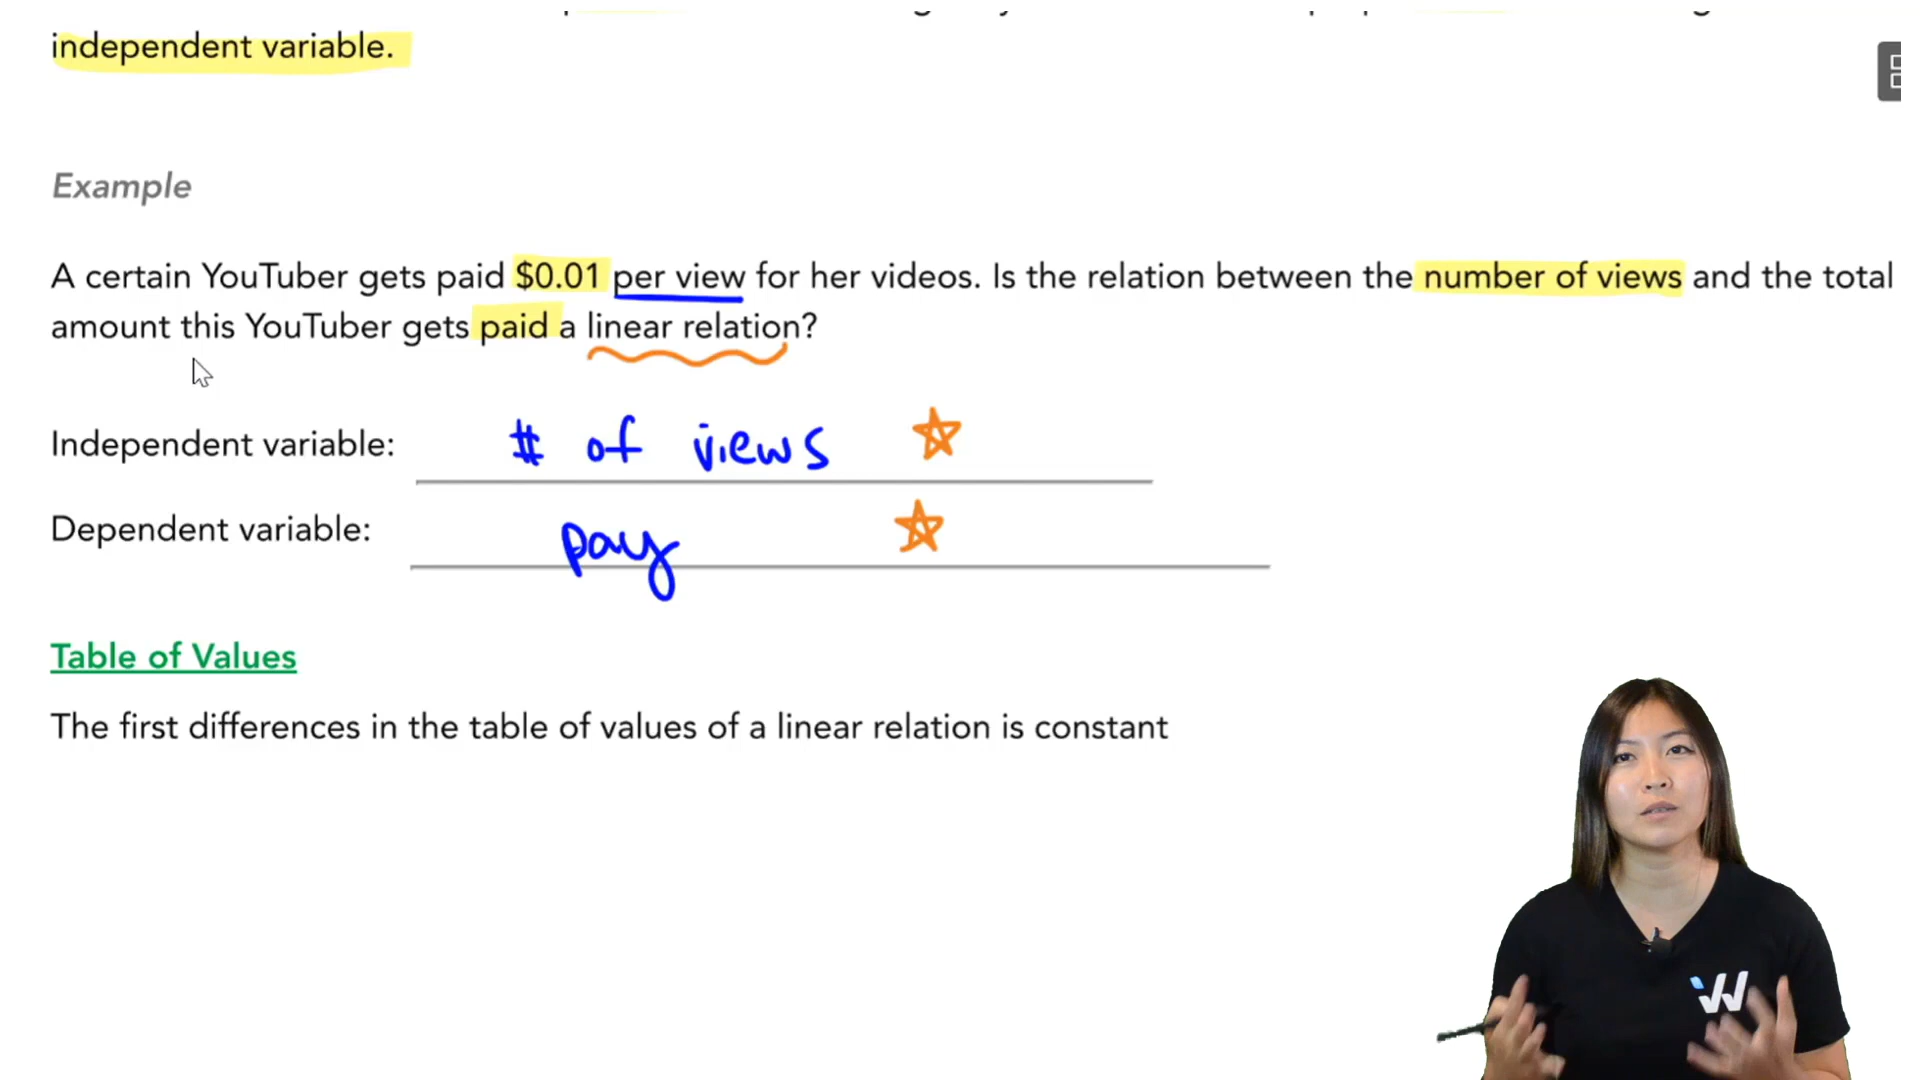 independent variable.
Example
A certain YouTuber gets paid $0.01 per view for her videos. Is the relation between the number of views and the total
amount this YouTuber gets paid a linear relation?
Independent variable: # of views
Dependent variable: pay
Table of Values
The first differences in the table of values of a linear relation is constant
W